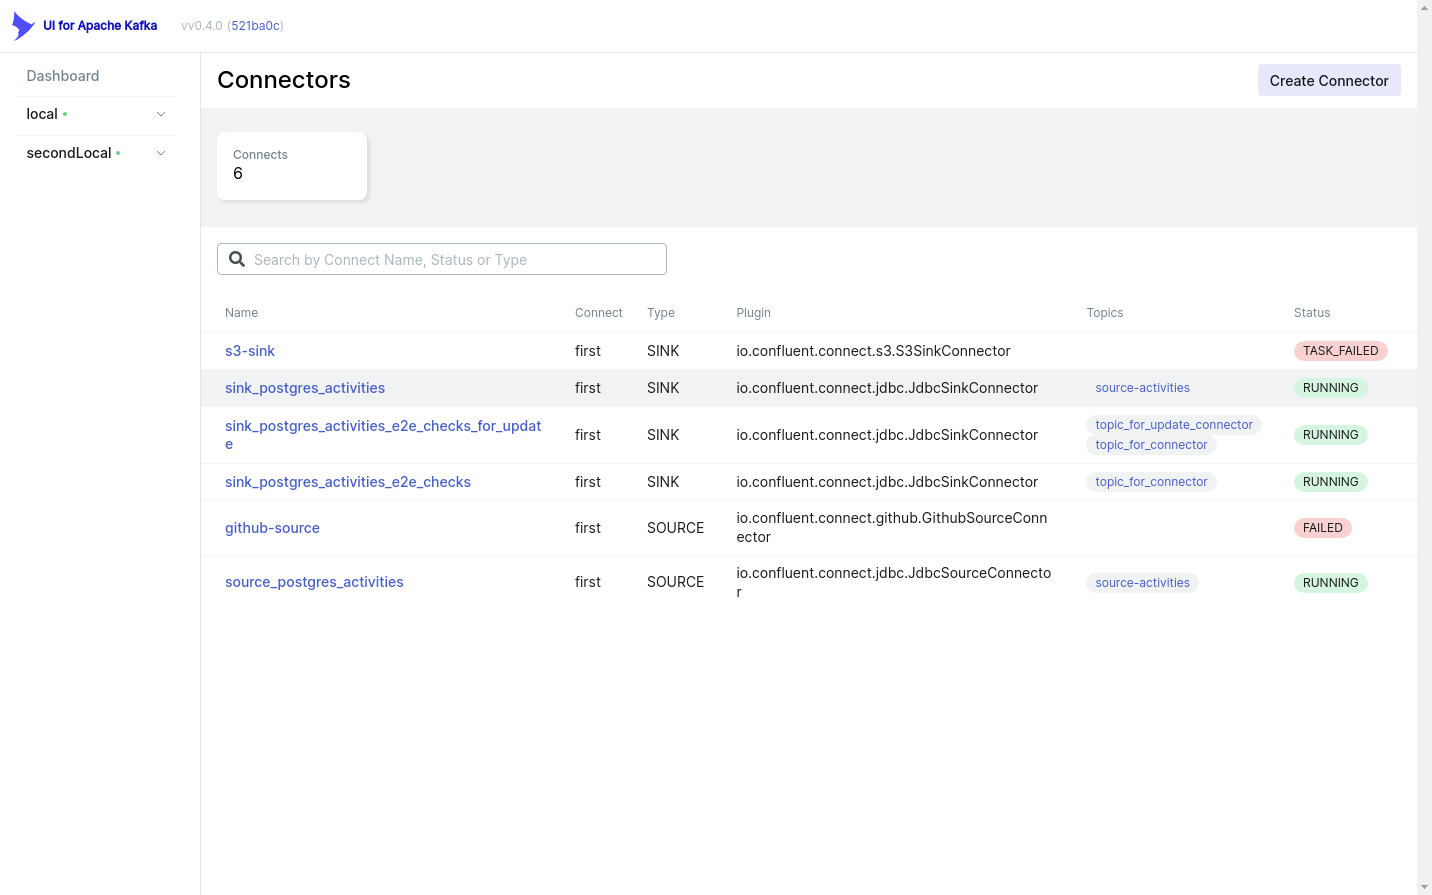 UI for Apache Kafka
vv0.4.0 (521ba0c)
Dashboard
local
secondLocal
Connectors
Create Connector
Connects
6
Search by Connect Name, Status or Type
Name Connect Type Plugin Topics Status
s3-sink first SINK io.confluent.connect.s3.S3SinkConnector TASK_FAILED
sink_postgres_activities first SINK io.confluent.connect.jdbc.JdbcSinkConnector source-activities RUNNING
sink_postgres_activities_e2e_checks_for_updat
e
first SINK io.confluent.connect.jdbc.JdbcSinkConnector
topic_for_update_connector
topic_for_connector
RUNNING
sink_postgres_activities_e2e_checks first SINK io.confluent.connect.jdbc.JdbcSinkConnector topic_for_connector RUNNING
github-source first SOURCE
io.confluent.connect.github.GithubSourceConn
ector
FAILED
source_postgres_activities first SOURCE
io.confluent.connect.jdbc.JdbcSourceConnecto
r
source-activities RUNNING